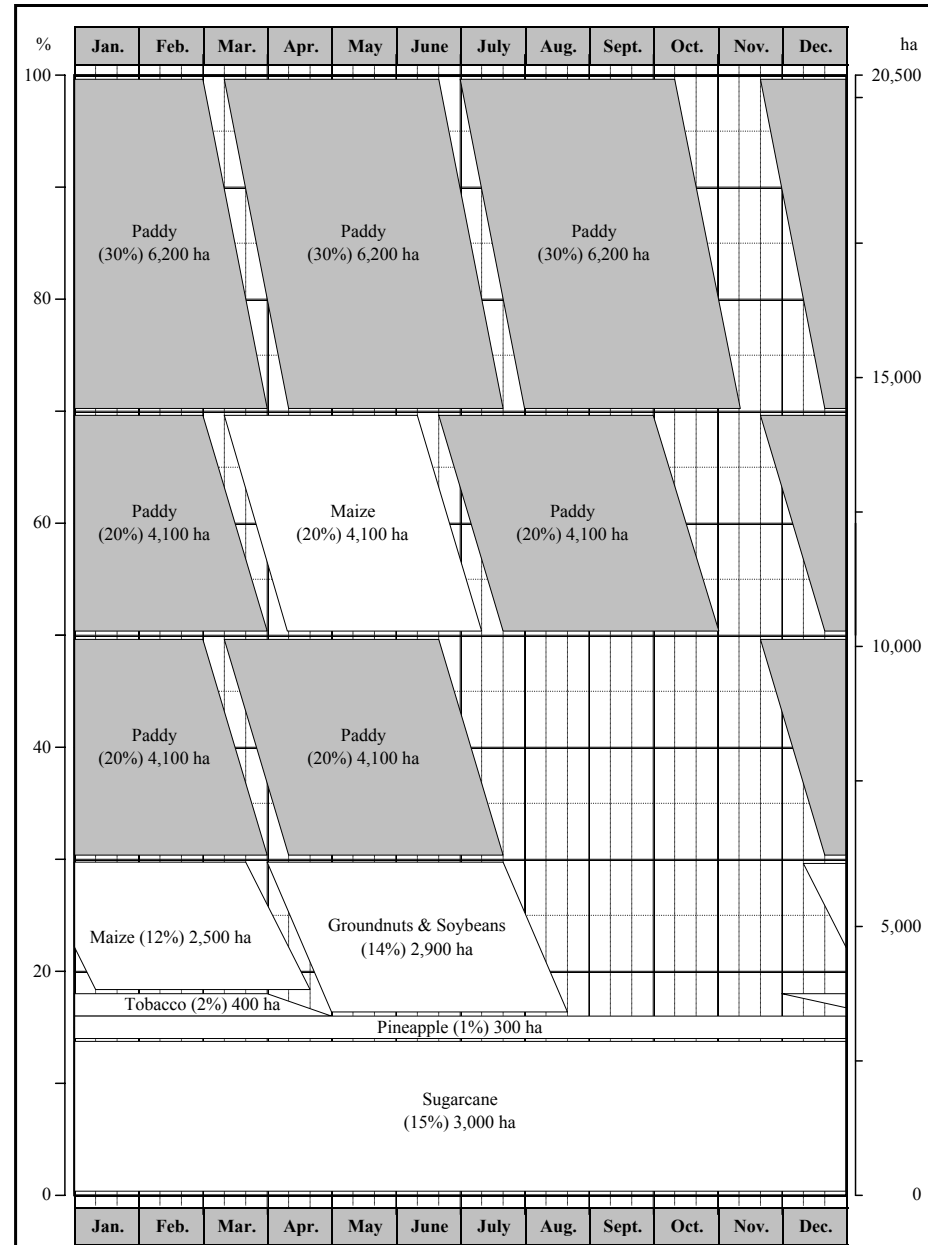 % Jan. Feb. Mar. Apr. May June July Aug. Sept. Oct. Nov. Dec. ha
100 20,500
Paddy Paddy Paddy
(30%) 6,200 ha (30%) 6,200 ha (30%) 6,200 ha
80
15,000
Paddy Maize Paddy
(20%) 4,100 ha (20%) 4,100 ha (20%) 4,100 ha
60
10,000
Paddy Paddy
(20%) 4,100 ha (20%) 4,100 ha
40
Groundnuts & Soybeans
Maize (12%) 2,500 ha (14%) 2,900 ha
5,000
20
Tobacco (2%) 400 ha
Pineapple (1%) 300 ha
Sugarcane
(15%) 3,000 ha
0 0
Jan. Feb. Mar. Apr. May June July Aug. Sept. Oct. Nov. Dec.